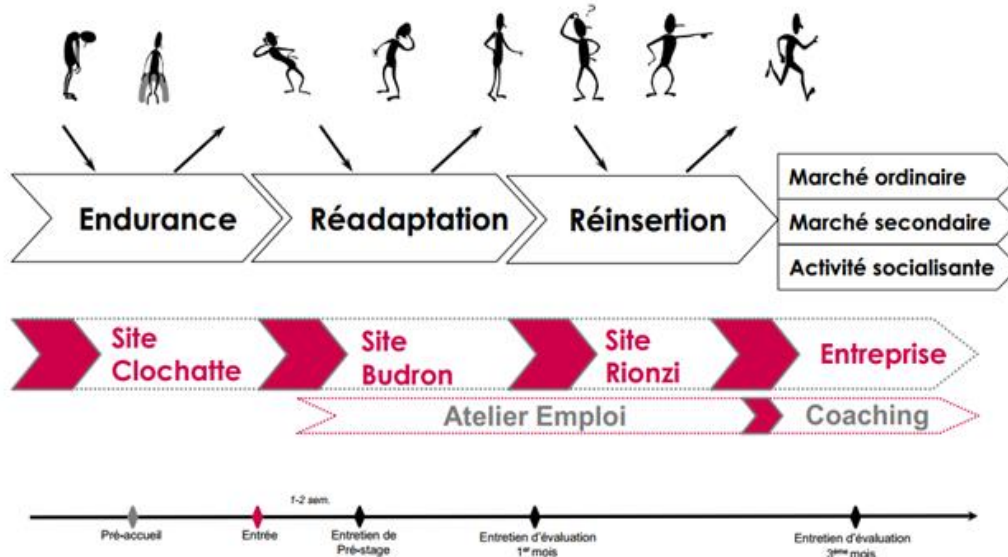 ?
Endurance
Réadaptation
Réinsertion
Marché ordinaire
Marché secondaire
Activité socialisante
Site
Clochatte
Site
Budron
Site
Rionzi
Entreprise
Atelier Emploi
Coaching
1-2 sem.
Pré-accueil
Entrée
Entretien de
Pré-stage
Entretien d'évaluation
1er mois
Entretien d'évaluation
3ème mois